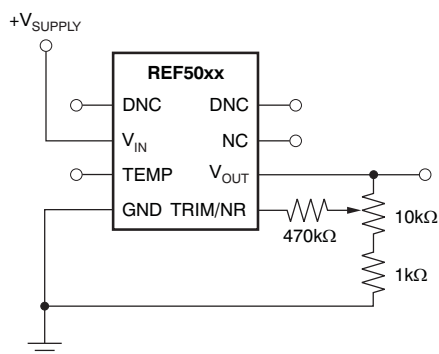 +VSUPPLY
REF50xx
DNC DNC
VIN NC
TEMP VOUT
GND TRIM/NR
470kΩ
10kΩ
1kΩ